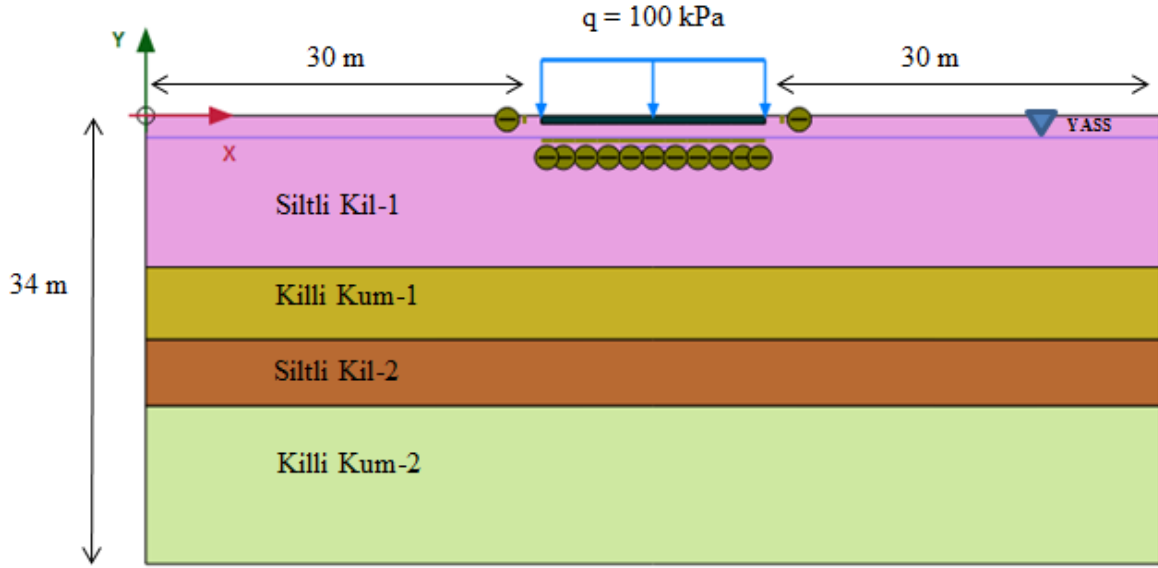 q = 100 kPa
Y
30 m
30 m
YASS
X
Siltli Kil-1
34 m
Killi Kum-1
Siltli Kil-2
Killi Kum-2